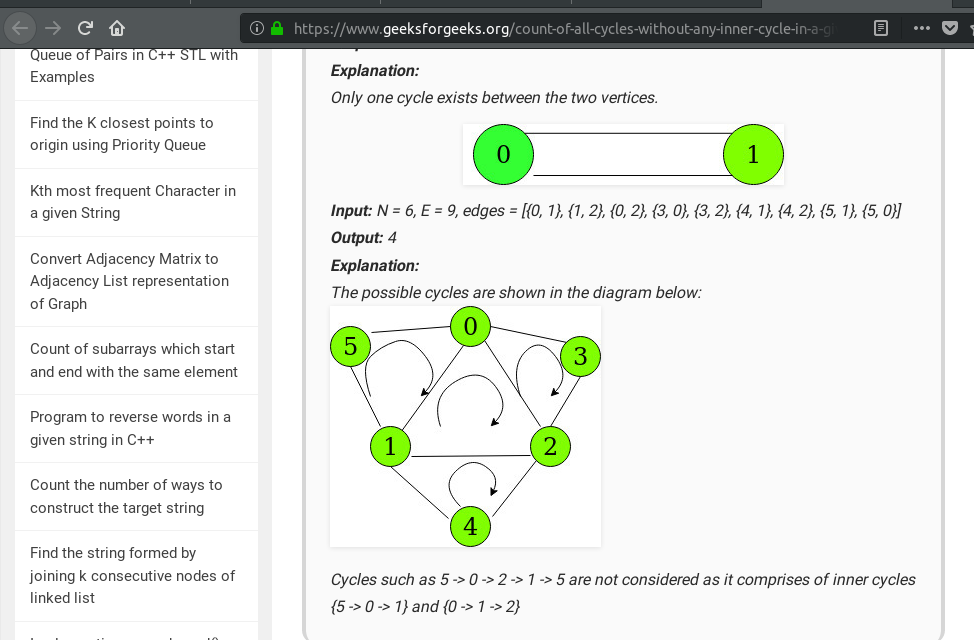 https://www.geeksforgeeks.org/count-of-all-cycles-without-any-inner-cycle-in-a-gi
Queue of Pairs in C++ STL with
Examples
Find the K closest points to
origin using Priority Queue
Kth most frequent Character in
a given String
Convert Adjacency Matrix to
Adjacency List representation
of Graph
Count of subarrays which start
and end with the same element
Program to reverse words in a
given string in C++
Count the number of ways to
construct the target string
Find the string formed by
joining k consecutive nodes of
linked list
Explanation:
Only one cycle exists between the two vertices.
0 1
Input: N = 6, E = 9, edges = [{0, 1}, {1, 2}, {0, 2}, {3, 0}, {3, 2}, {4, 1}, {4, 2}, {5, 1}, {5, 0}]
Output: 4
Explanation:
The possible cycles are shown in the diagram below:
0
5
3
1 2
4
Cycles such as 5 -> 0 -> 2 -> 1 -> 5 are not considered as it comprises of inner cycles
{5 -> 0 -> 1} and {0 -> 1 -> 2}